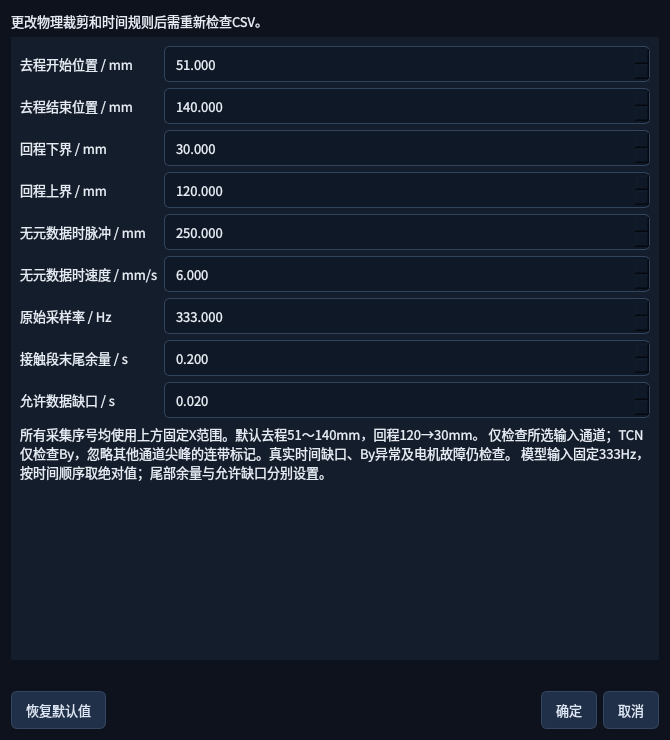 更改物理裁剪和时间规则后需重新检查CSV。
去程开始位置 / mm
51.000
去程结束位置 / mm
140.000
回程下界 / mm
30.000
回程上界 / mm
120.000
无元数据时脉冲 / mm
250.000
无元数据时速度 / mm/s
6.000
原始采样率 / Hz
333.000
接触段末尾余量 / s
0.200
允许数据缺口 / s
0.020
所有采集序号均使用上方固定X范围。默认去程51～140mm，回程120→30mm。 仅检查所选输入通道；TCN
仅检查By，忽略其他通道尖峰的连带标记。真实时间缺口、By异常及电机故障仍检查。 模型输入固定333Hz，
按时间顺序取绝对值；尾部余量与允许缺口分别设置。
恢复默认值
确定
取消